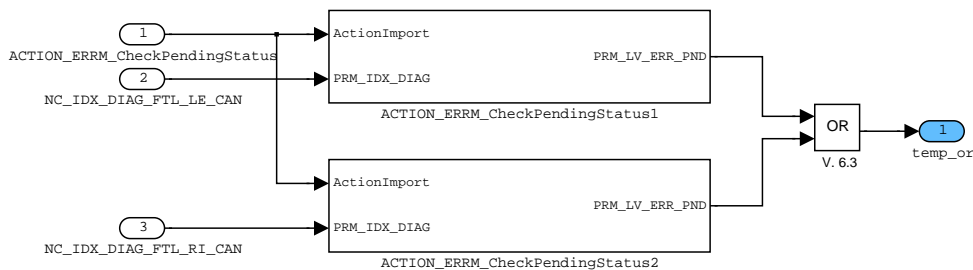 1
ActionImport
ACTION_ERRM_CheckPendingStatus
PRM_LV_ERR_PND
2
PRM_IDX_DIAG
NC_IDX_DIAG_FTL_LE_CAN
ACTION_ERRM_CheckPendingStatus1
OR
1
temp_or
V. 6.3
ActionImport
PRM_LV_ERR_PND
3
PRM_IDX_DIAG
NC_IDX_DIAG_FTL_RI_CAN
ACTION_ERRM_CheckPendingStatus2